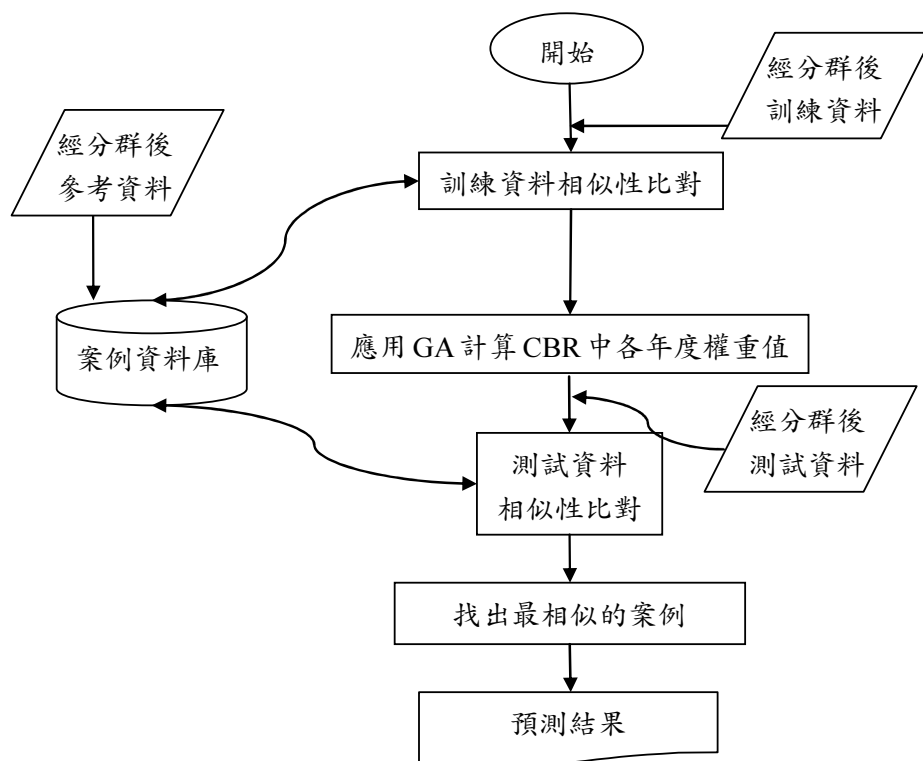 開始
經分群後
訓練資料
經分群後
參考資料
訓練資料相似性比對
案例資料庫
應用 GA 計算 CBR 中各年度權重值
經分群後
測試資料
測試資料
相似性比對
找出最相似的案例
預測結果